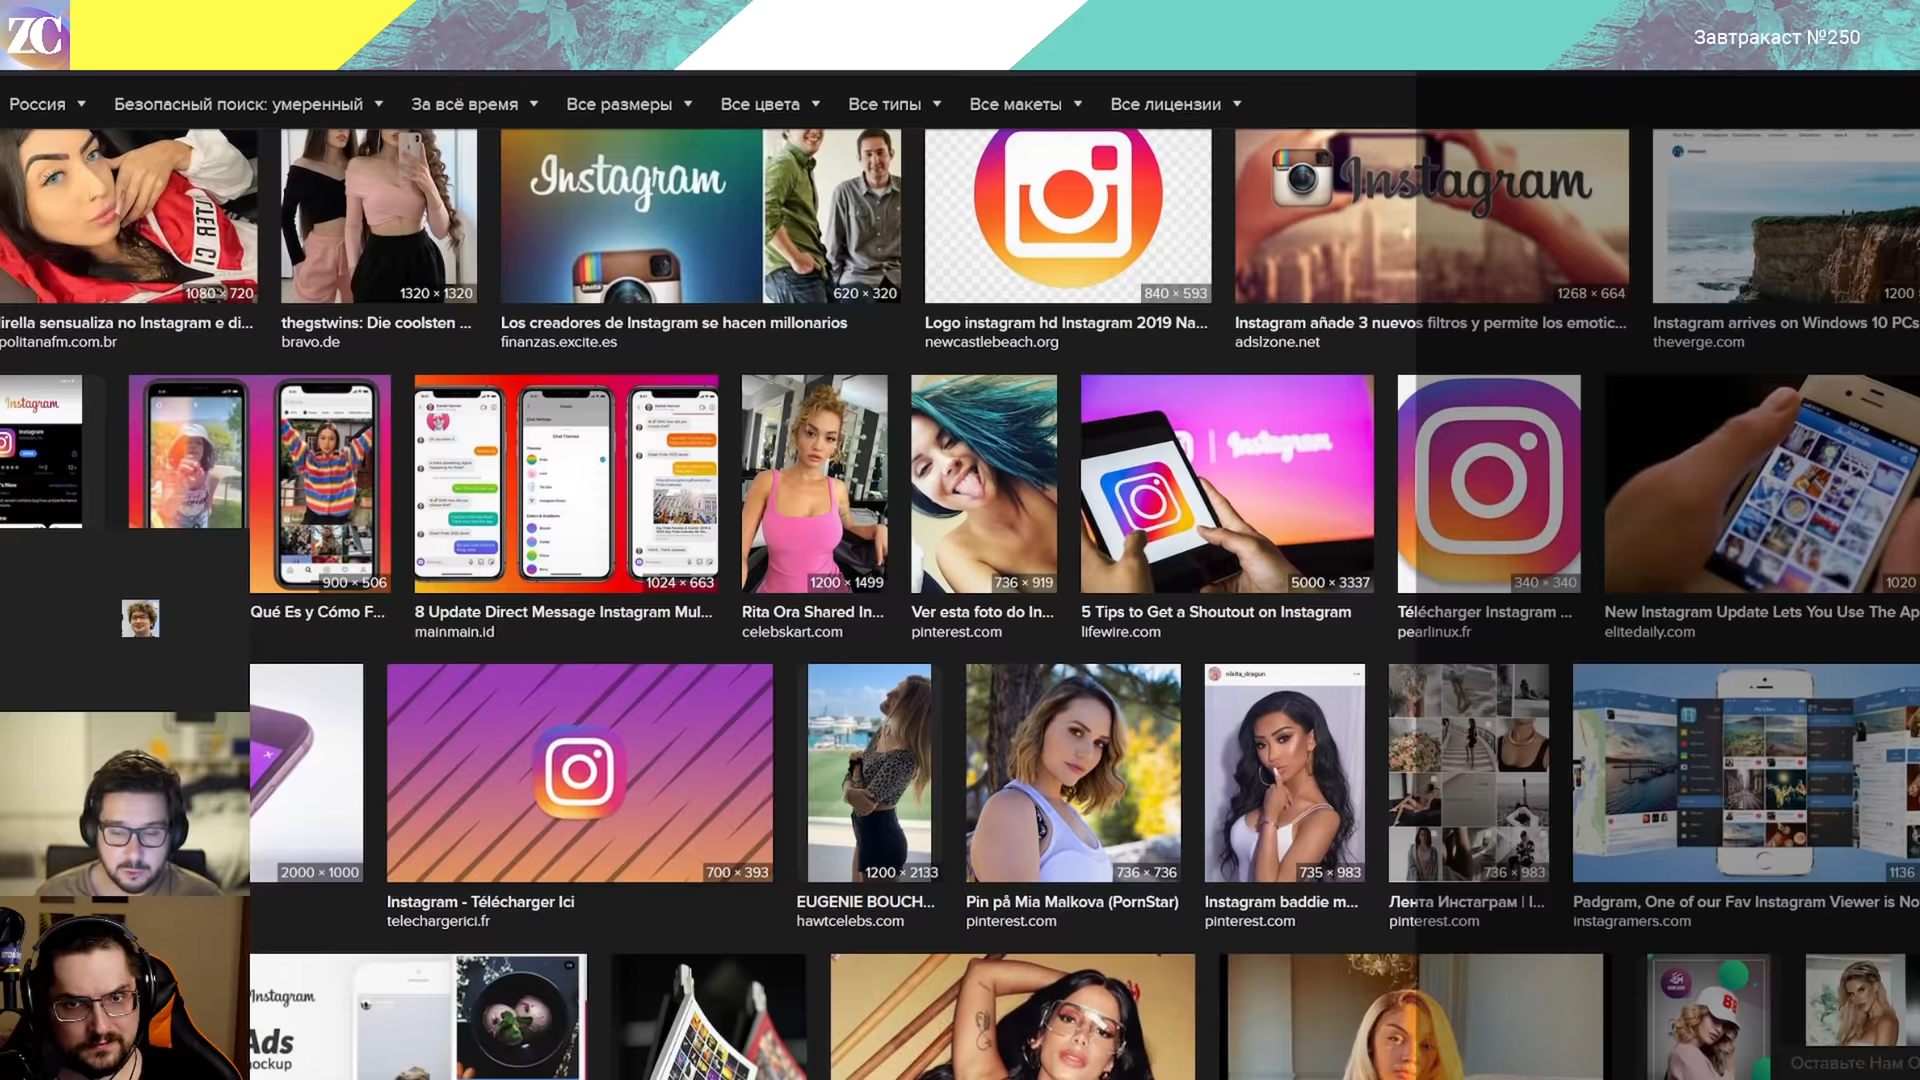 ZC
Завтракаст №250
Россия
Безопасный поиск: умеренный
За всё время
Все размеры
Все цвета
Все типы
Все макеты
Все лицензии
Instagram
Instagram
1080 × 720
1320 × 1320
620 × 320
840 × 593
1268 × 664
1200
irella sensualiza no Instagram e di...
thegstwins: Die coolsten ...
Los creadores de Instagram se hacen millonarios
Logo instagram hd Instagram 2019 Na...
Instagram añade 3 nuevos filtros y permite los emotic...
Instagram arrives on Windows 10 PCs
politanafm.com.br
bravo.de
finanzas.excite.es
newcastlebeach.org
adslzone.net
theverge.com
Instagram
Instagram
Instagram
900 × 506
1024 × 663
1200 × 1499
736 × 919
5000 × 3337
340 × 340
1020
Qué Es y Cómo F...
8 Update Direct Message Instagram Mul...
Rita Ora Shared In...
Ver esta foto do In...
5 Tips to Get a Shoutout on Instagram
Télécharger Instagram ...
New Instagram Update Lets You Use The Ap
mainmain.id
celebskart.com
pinterest.com
lifewire.com
pearlinux.fr
elitedaily.com
nikita_dragun
2000 × 1000
700 × 393
1200 × 2133
736 × 736
735 × 983
736 × 983
1136
Instagram - Télécharger Ici
EUGENIE BOUCH...
Pin på Mia Malkova (PornStar)
Instagram baddie m...
Лента Инстаграм | I...
Padgram, One of our Fav Instagram Viewer is No
telechargerici.fr
hawtcelebs.com
pinterest.com
pinterest.com
pinterest.com
instagramers.com
Instagram
Ads
mockup
Оставьте Нам О